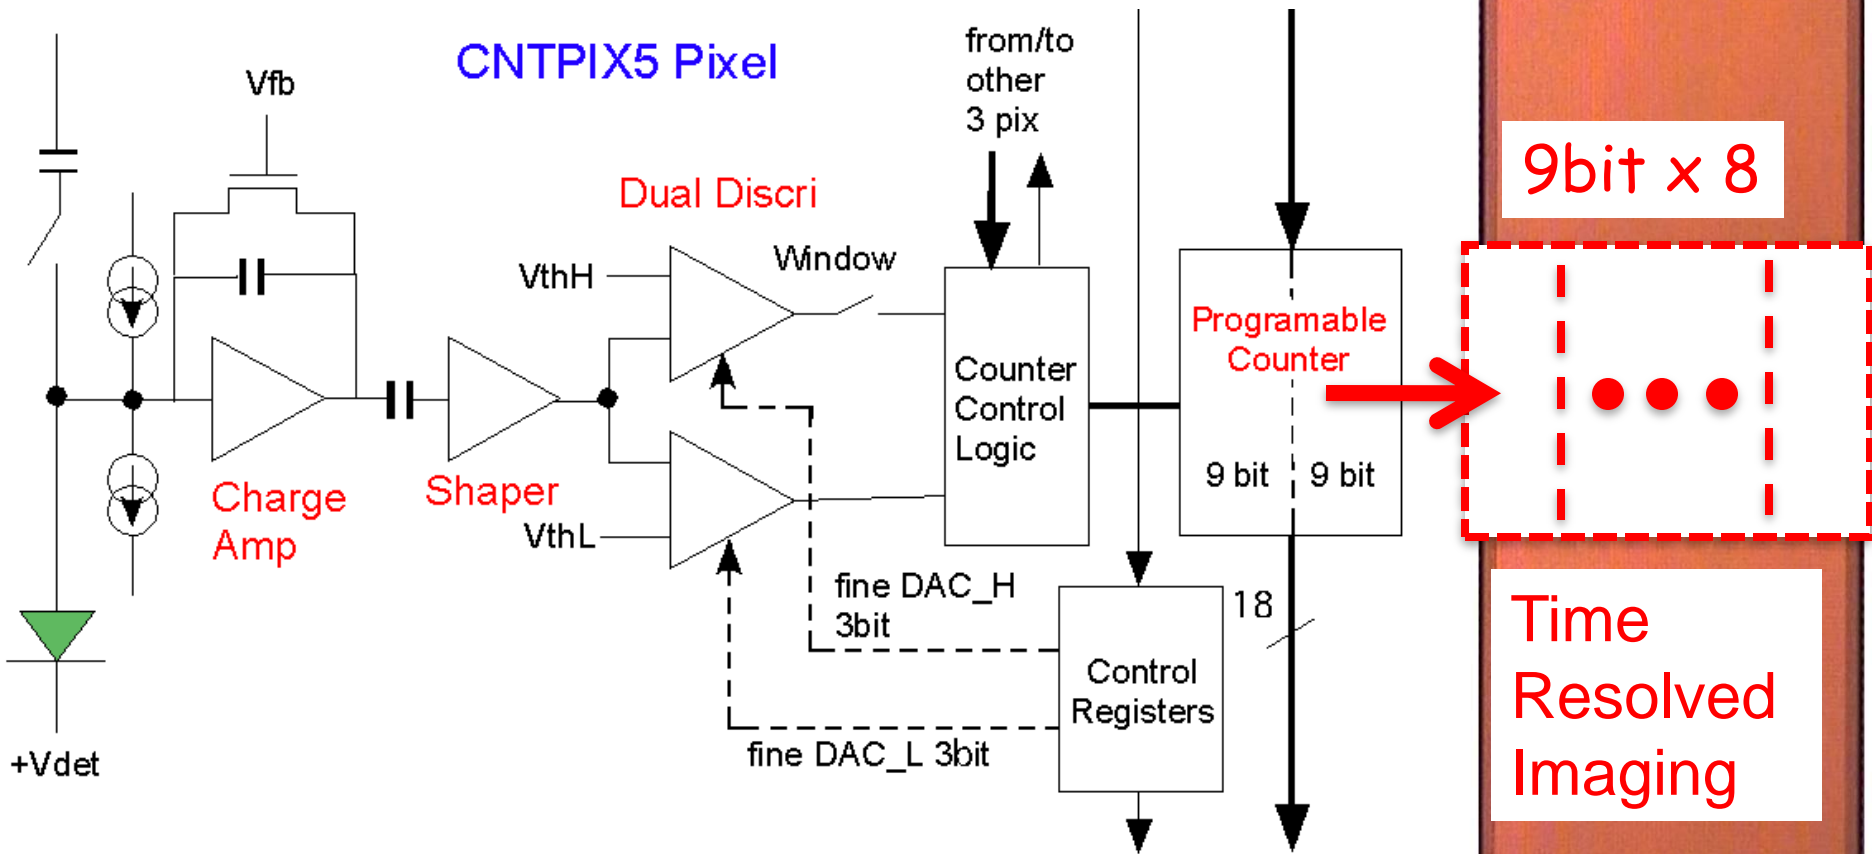 CNTPIX5 Pixel
from/to
other
3 pix
Vfb
9bit x 8
Dual Discri
VthH
Window
Programable
Counter
Counter
Control
Logic
9 bit
9 bit
Charge
Amp
Shaper
VthL
fine DAC_H
3bit
18
Time
Resolved
Imaging
Control
Registers
fine DAC_L 3bit
+Vdet